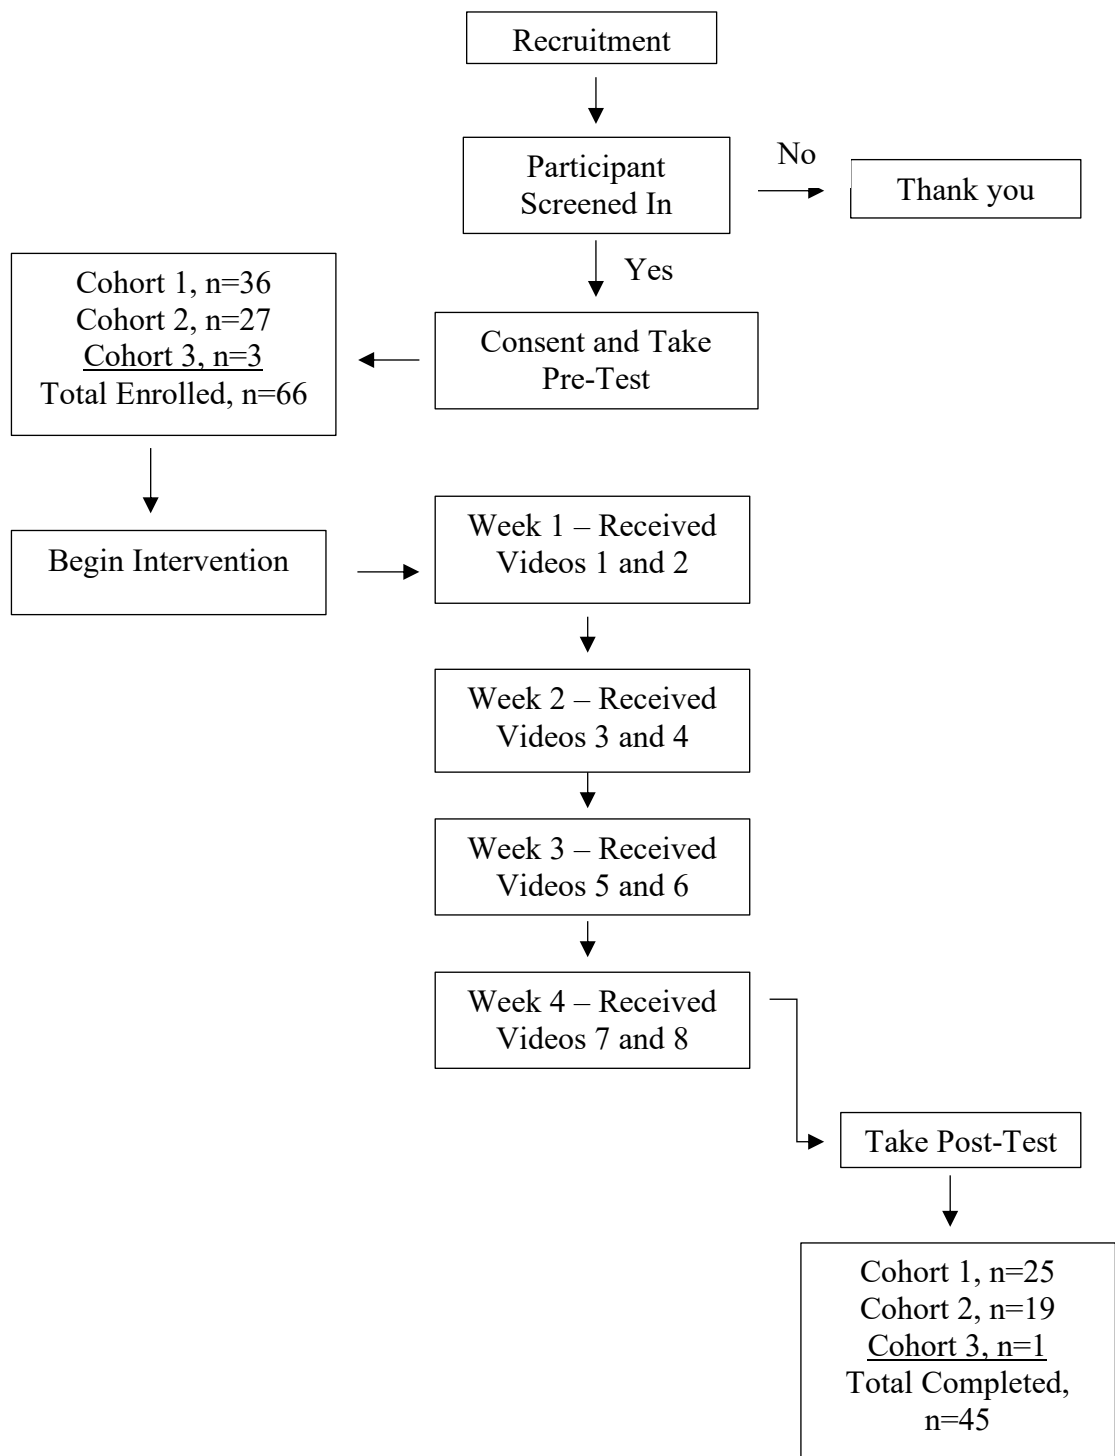 Recruitment
Participant
Screened In
No
Thank you
Yes
Cohort 1, n=36
Cohort 2, n=27
Cohort 3, n=3
Total Enrolled, n=66
Consent and Take
Pre-Test
Begin Intervention
Week 1 – Received
Videos 1 and 2
Week 2 – Received
Videos 3 and 4
Week 3 – Received
Videos 5 and 6
Week 4 – Received
Videos 7 and 8
Take Post-Test
Cohort 1, n=25
Cohort 2, n=19
Cohort 3, n=1
Total Completed,
n=45